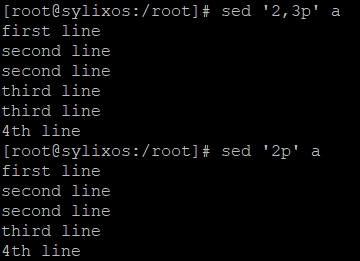 [root@sylixos:/root]# sed '2,3p' a
first line
second line
second line
third line
third line
4th line
[root@sylixos:/root]# sed '2p' a
first line
second line
second line
third line
4th line